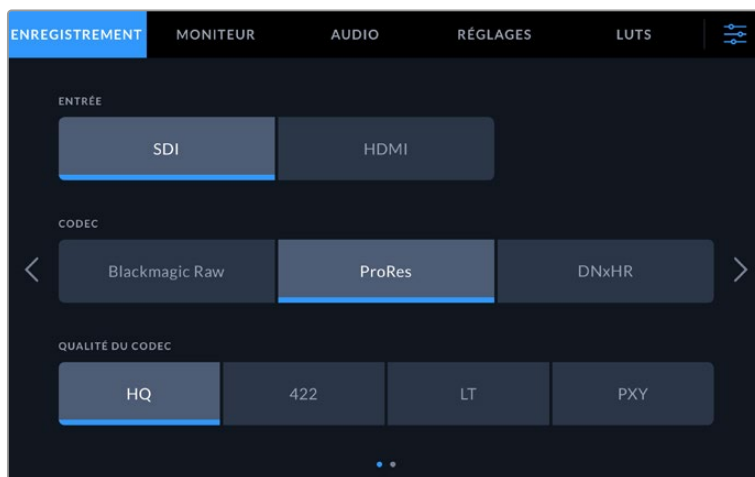 ENREGISTREMENT MONITEUR AUDIO RÉGLAGES LUTS
ENTRÉE
SDI HDMI
CODEC
Blackmagic Raw ProRes DNxHR
QUALITÉ DU CODEC
HQ 422 LT PXY